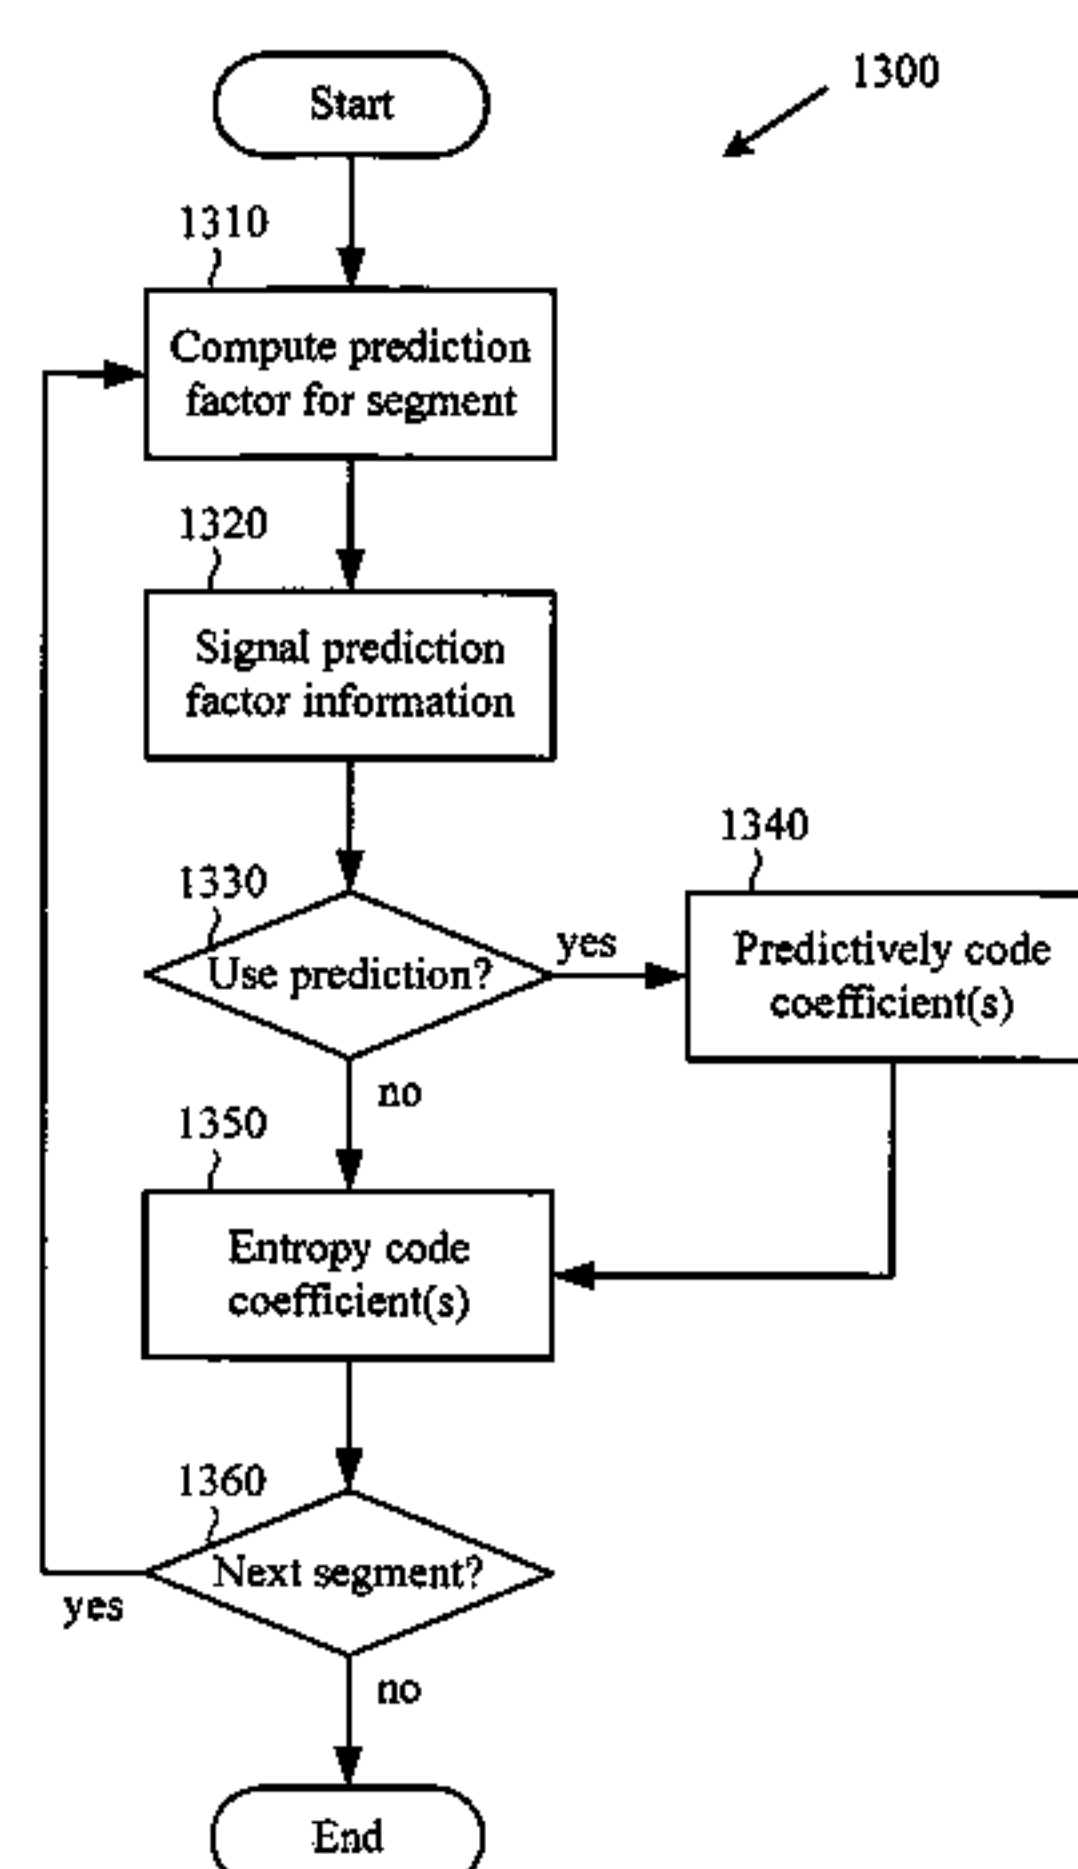 Start
1300
1310
Compute prediction
factor for segment
1320
Signal prediction
factor information
1330
Use prediction?
yes
no
1340
Predictively code
coefficient(s)
1350
Entropy code
coefficient(s)
1360
Next segment?
yes
no
End